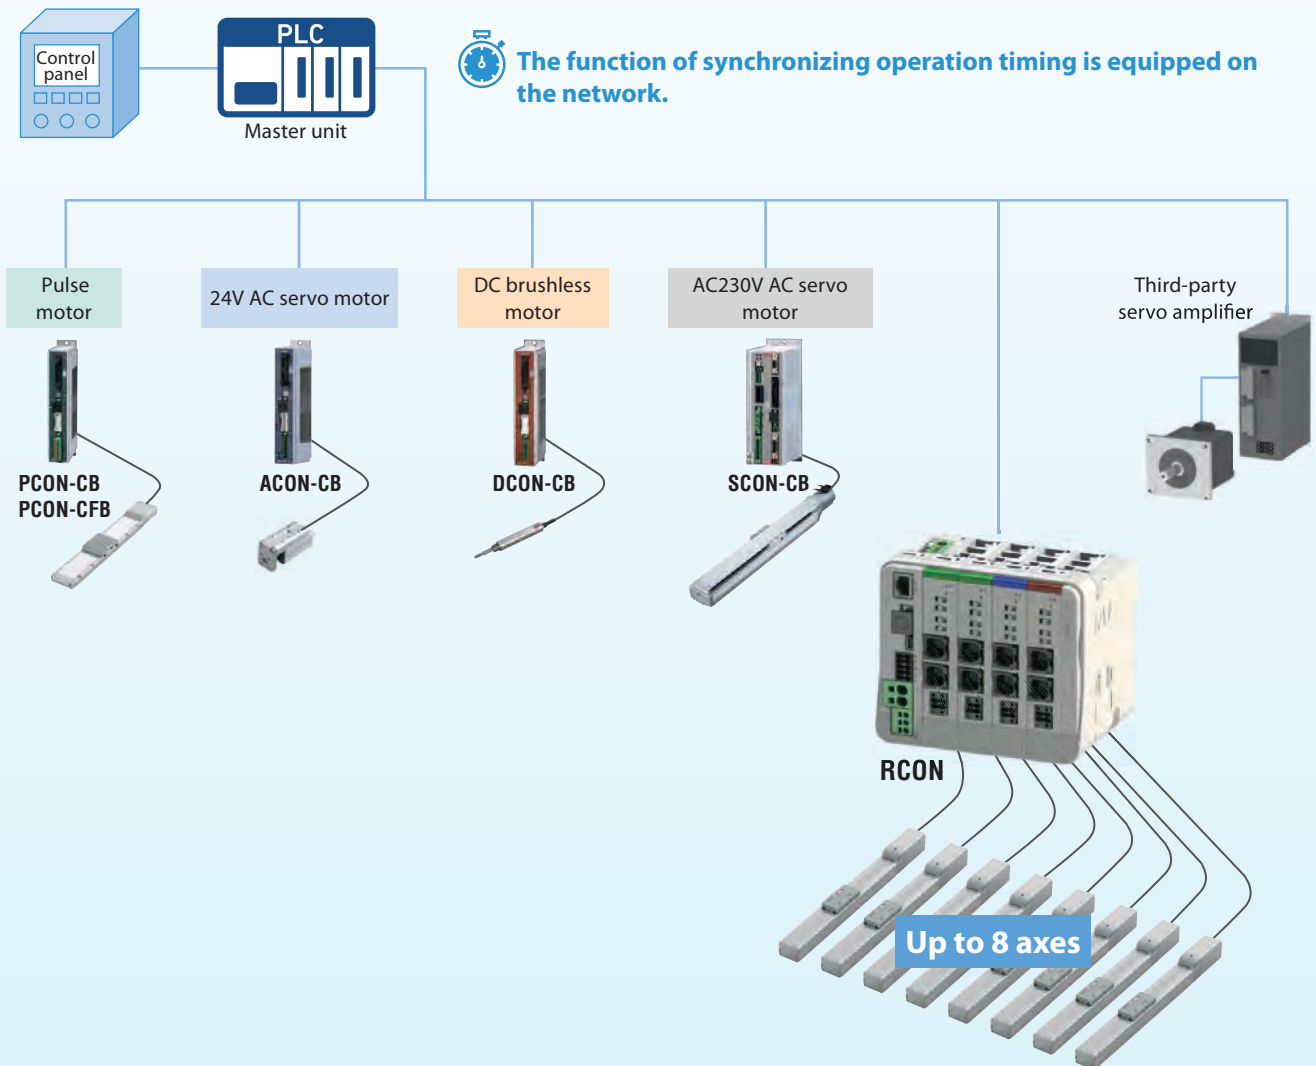 Control
panel
PLC
Master unit
The function of synchronizing operation timing is equipped on
the network.
Pulse
motor
24V AC servo motor
DC brushless
motor
AC230V AC servo
motor
Third-party
servo amplifier
PCON-CB
PCON-CFB
ACON-CB
DCON-CB
SCON-CB
RCON
Up to 8 axes